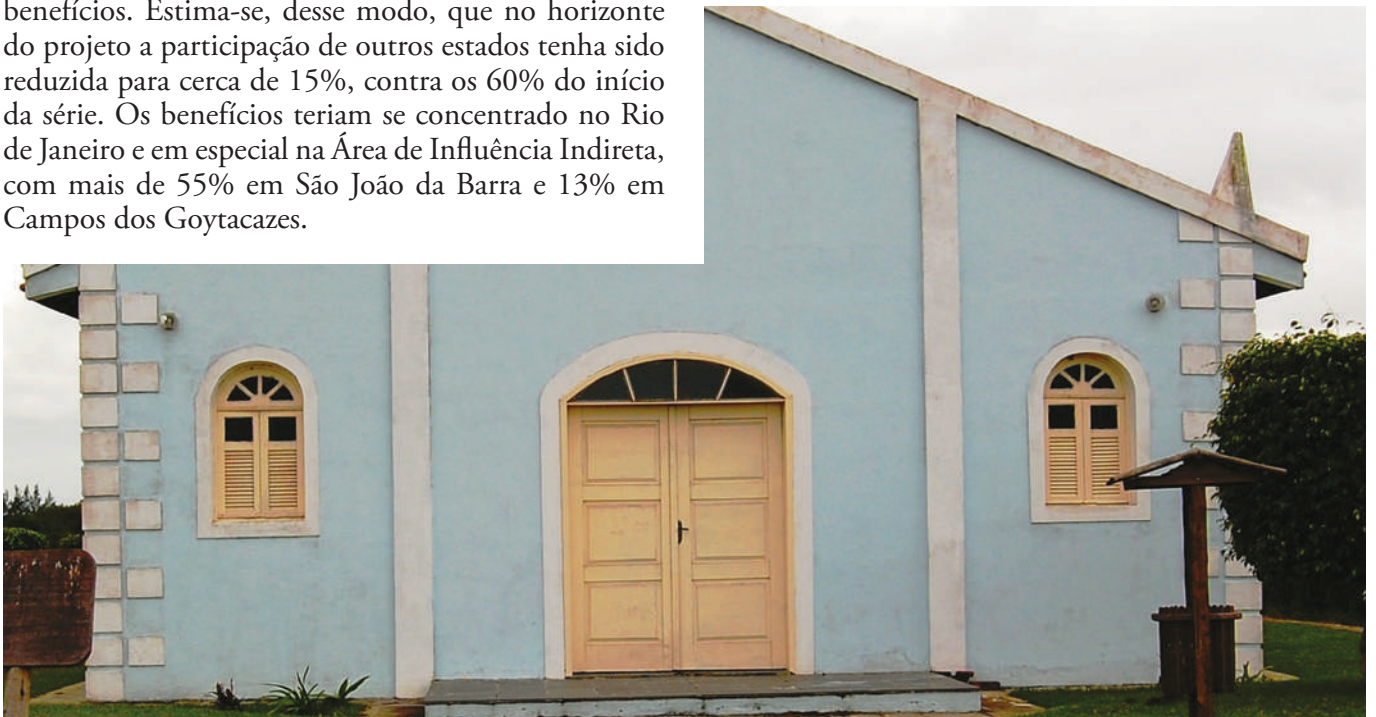 benefícios. Estima-se, desse modo, que no horizonte
do projeto a participação de outros estados tenha sido
reduzida para cerca de 15%, contra os 60% do início
da série. Os benefícios teriam se concentrado no Rio
de Janeiro e em especial na Área de Influência Indireta,
com mais de 55% em São João da Barra e 13% em
Campos dos Goytacazes.